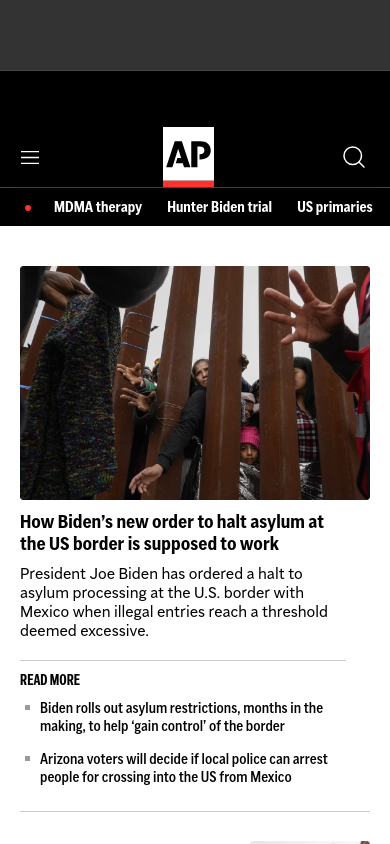 AP
MDMA therapy Hunter Biden trial US primaries
How Biden’s new order to halt asylum at
the US border is supposed to work
President Joe Biden has ordered a halt to
asylum processing at the U.S. border with
Mexico when illegal entries reach a threshold
deemed excessive.
READ MORE
Biden rolls out asylum restrictions, months in the
making, to help ‘gain control’ of the border
Arizona voters will decide if local police can arrest
people for crossing into the US from Mexico